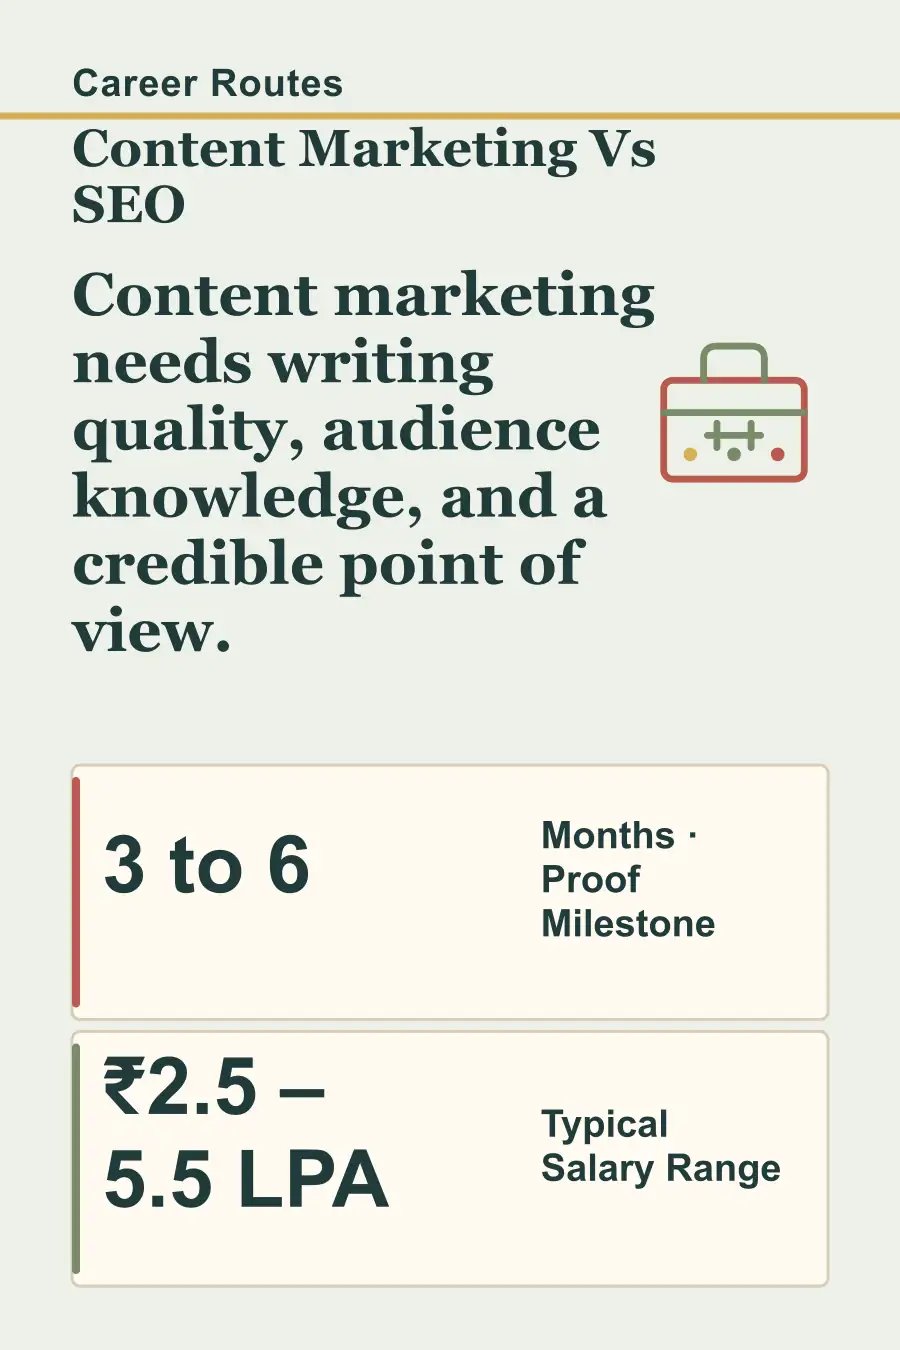 Career Routes
Content Marketing Vs
SEO
Content marketing
needs writing
quality, audience
knowledge, and a
credible point of
view.
3 to 6
Months ·
Proof
Milestone
₹2.5 –
5.5 LPA
Typical
Salary Range